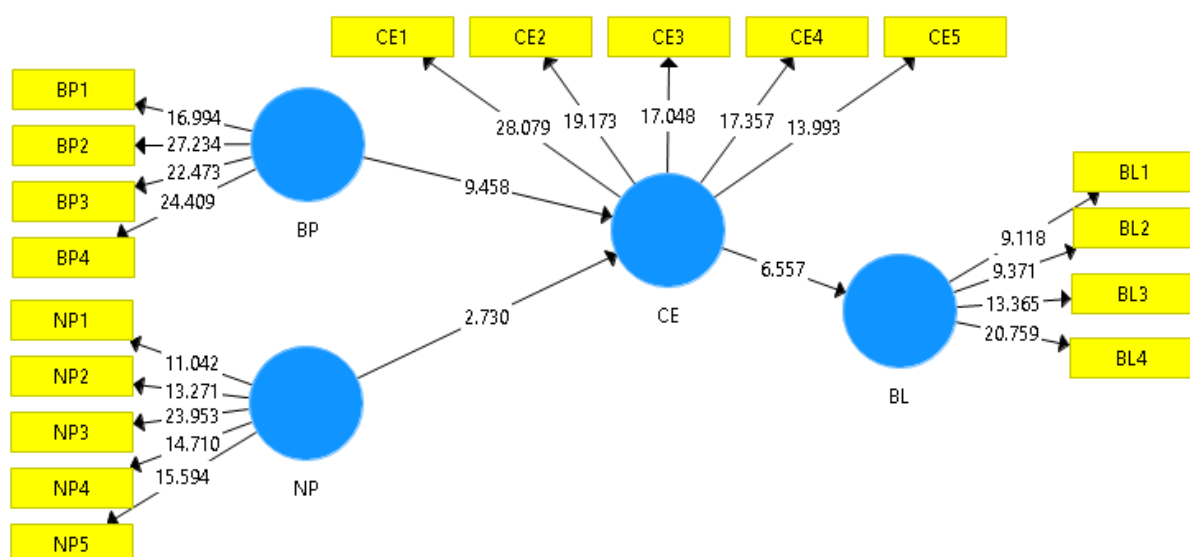 CE1
CE2
CE3
CE4
CE5
BP1
BP2
BP3
BP4
16.994
27.234
22.473
24.409
BP
28.079
19.173
17.048
17.357
13.993
9.458
CE
2.730
6.557
BL
BL1
BL2
BL3
BL4
9.118
9.371
13.365
20.759
NP1
NP2
NP3
NP4
NP5
11.042
13.271
23.953
14.710
15.594
NP